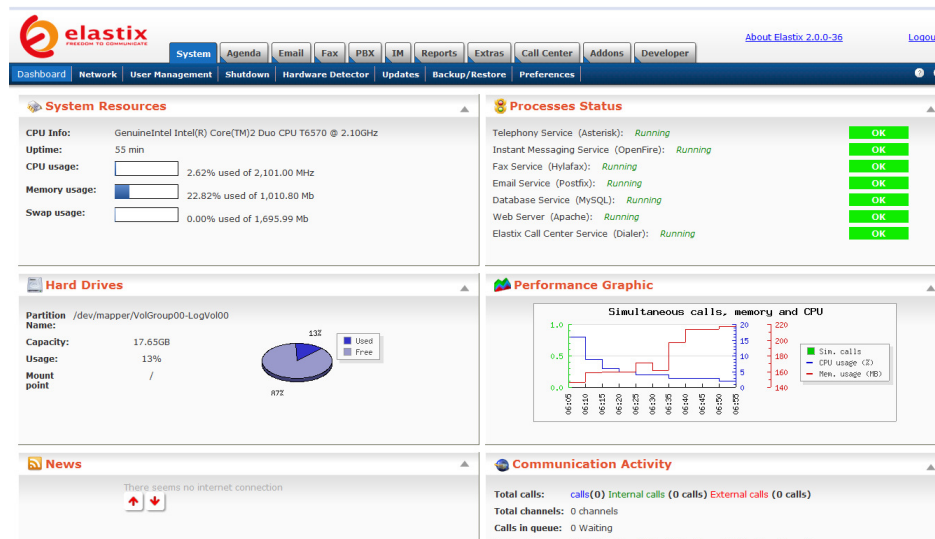 elastix
FREEDOM TO COMMUNICATE
About Elastix 2.0.0-36
Logou
System Agenda Email Fax PBX IM Reports Extras Call Center Addons Developer
Dashboard Network User Management Shutdown Hardware Detector Updates Backup/Restore Preferences
System Resources
CPU Info: GenuineIntel Intel(R) Core(TM)2 Duo CPU T6570 @ 2.10GHz
Uptime: 55 min
CPU usage: 2.62% used of 2,101.00 MHz
Memory usage: 22.82% used of 1,010.80 Mb
Swap usage: 0.00% used of 1,695.99 Mb
Processes Status
Telephony Service (Asterisk): Running OK
Instant Messaging Service (OpenFire): Running OK
Fax Service (Hylafax): Running OK
Email Service (Postfix): Running OK
Database Service (MySQL): Running OK
Web Server (Apache): Running OK
Elastix Call Center Service (Dialer): Running OK
Hard Drives
Partition Name: /dev/mapper/VolGroup00-LogVol00
Capacity: 17.65GB
Usage: 13%
Mount point /
13%
87%
Used
Free
Performance Graphic
Simultaneous calls, memory and CPU
1.0 20 220
15 200
0.5 10 180
5 160
0.0 0 140
06:05 06:10 06:15 06:20 06:25 06:30 06:35 06:40 06:45 06:50 06:55
Sim. calls
CPU usage (%)
Mem. usage (MB)
News
There seems no internet connection
Communication Activity
Total calls: calls(0) Internal calls (0 calls) External calls (0 calls)
Total channels: 0 channels
Calls in queue: 0 Waiting